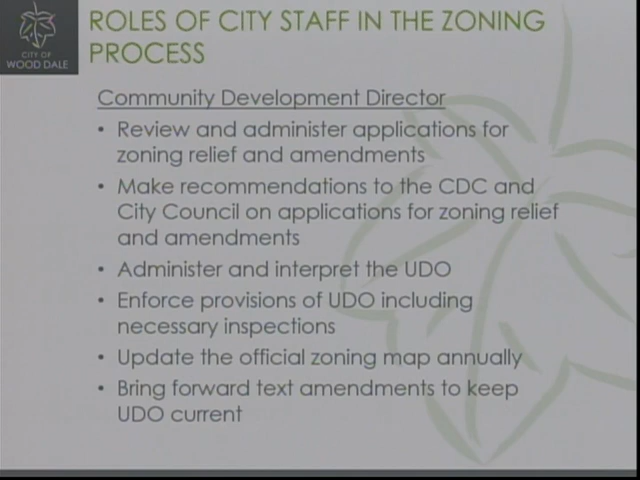 CITY OF
WOOD DALE
ROLES OF CITY STAFF IN THE ZONING
PROCESS
Community Development Director
• Review and administer applications for
zoning relief and amendments
• Make recommendations to the CDC and
City Council on applications for zoning relief
and amendments
• Administer and interpret the UDO
• Enforce provisions of UDO including
necessary inspections
• Update the official zoning map annually
• Bring forward text amendments to keep
UDO current